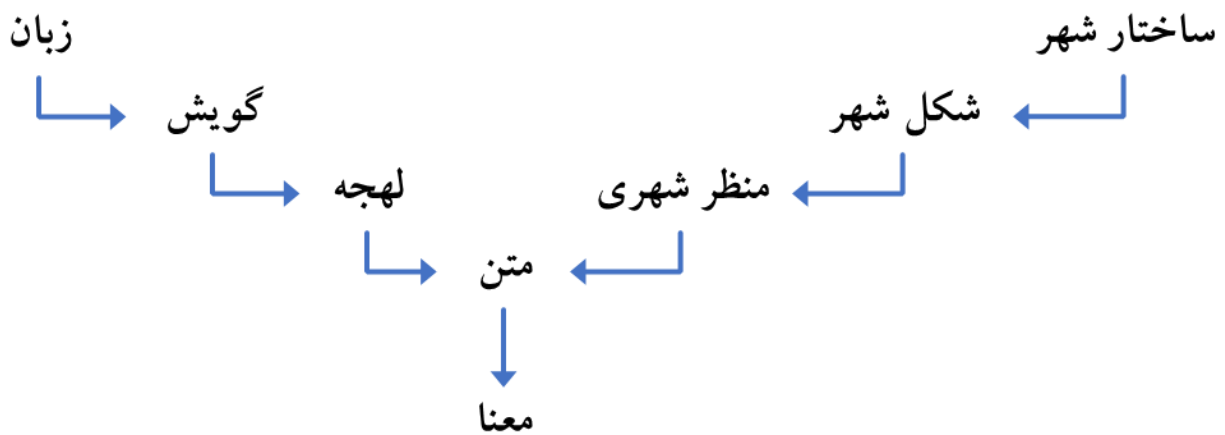 ساختار شهر
زبان
شکل شهر
گویش
منظر شهری
لهجه
متن
معنا